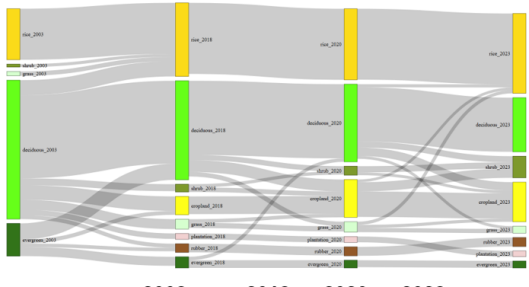 rice_2003
shrub_2003
grass_2003
deciduous_2003
evergreen_2003
rice_2018
deciduous_2018
shrub_2018
cropland_2018
grass_2018
plantation_2018
rubber_2018
evergreen_2018
rice_2020
deciduous_2020
shrub_2020
cropland_2020
grass_2020
plantation_2020
rubber_2020
evergreen_2020
rice_2023
deciduous_2023
shrub_2023
cropland_2023
grass_2023
rubber_2023
plantation_2023
evergreen_2023